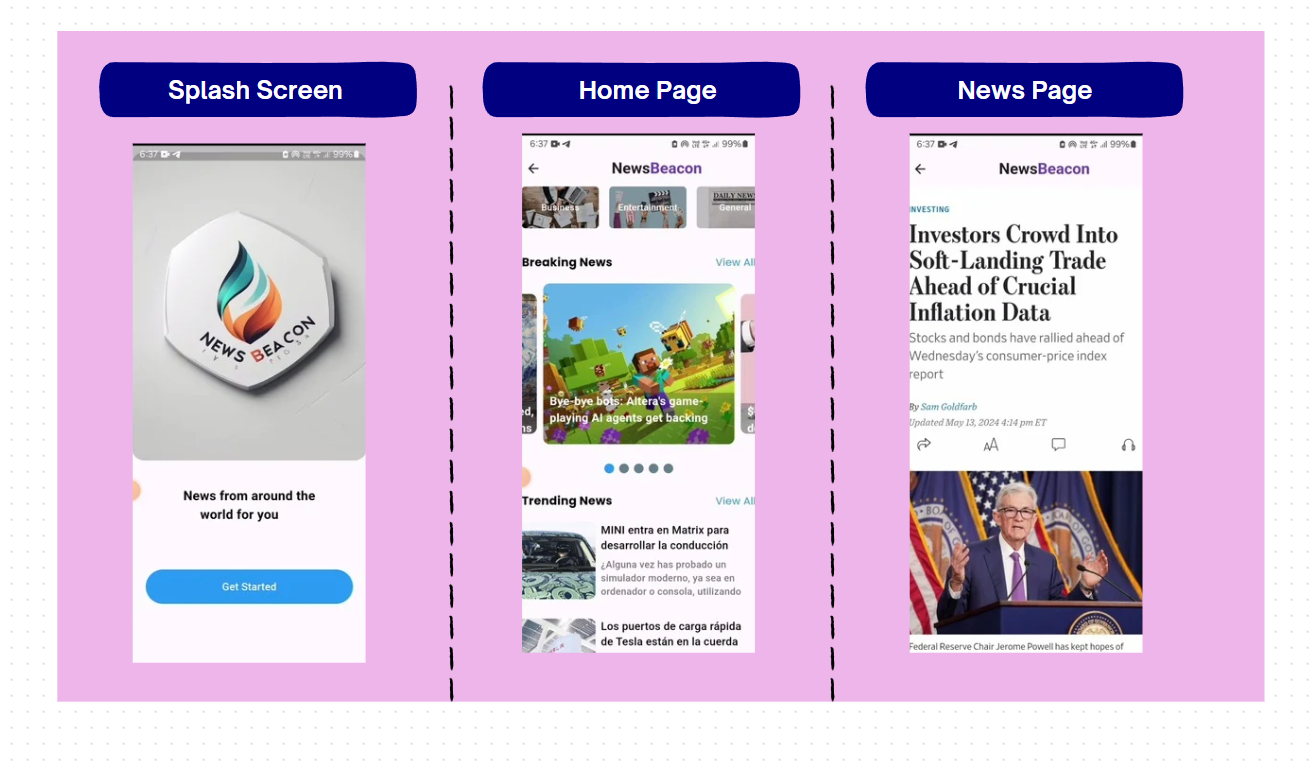 Splash Screen
6:37
99%
NEWS BEACON
News from around the
world for you
Get Started
Home Page
6:37
99%
NewsBeacon
Business
Entertainment
DAILY NEWS
General
Breaking News
View All
ed,
ns
Bye-bye bots: Altera's game-
playing AI agents get backing
$
d
Trending News
View All
MINI entra en Matrix para
desarrollar la conducción
¿Alguna vez has probado un
simulador moderno, ya sea en
ordenador o consola, utilizando
Los puertos de carga rápida
de Tesla están en la cuerda
News Page
6:37
99%
NewsBeacon
INVESTING
Investors Crowd Into
Soft-Landing Trade
Ahead of Crucial
Inflation Data
Stocks and bonds have rallied ahead of
Wednesday's consumer-price index
report
By Sam Goldfarb
Updated May 13, 2024 4:14 pm ET
AA
Federal Reserve Chair Jerome Powell has kept hopes of